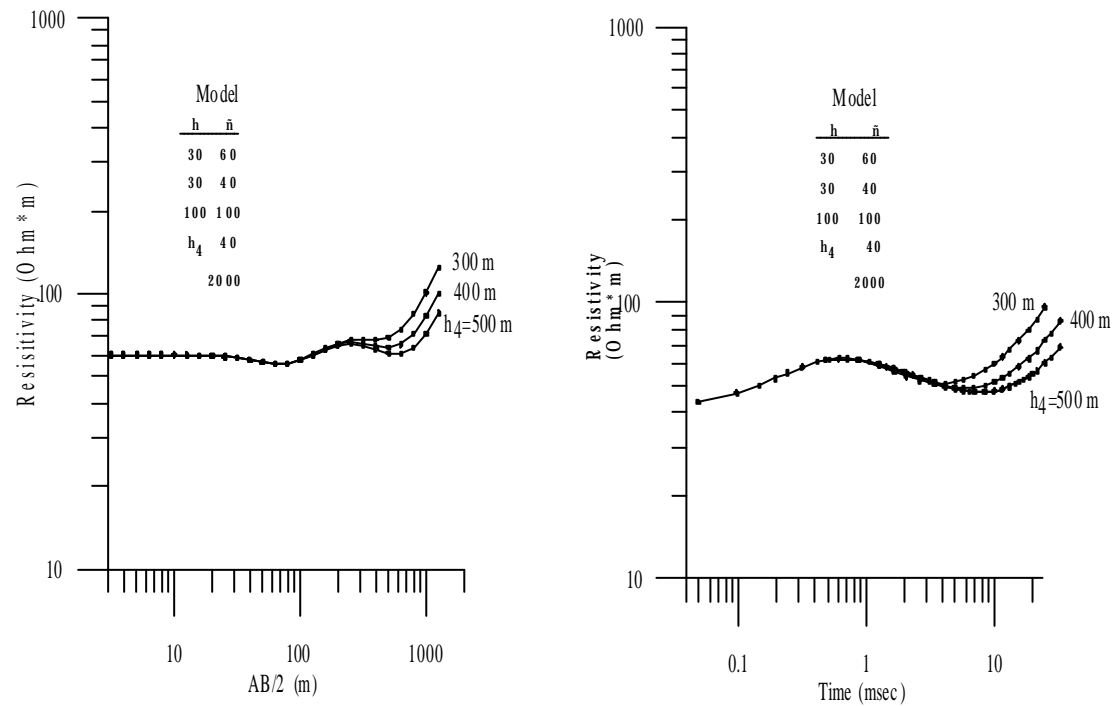 1000
100
10
Resisitivity (Ohm*m)
Model
h ñ
30 60
30 40
100 100
h4 40
2000
300 m
400 m
h4=500 m
10 100 1000
AB/2 (m)
1000
100
10
Resistivity
(Ohm*m)
Model
h ñ
30 60
30 40
100 100
h4 40
2000
300 m
400 m
h4=500 m
0.1 1 10
Time (msec)